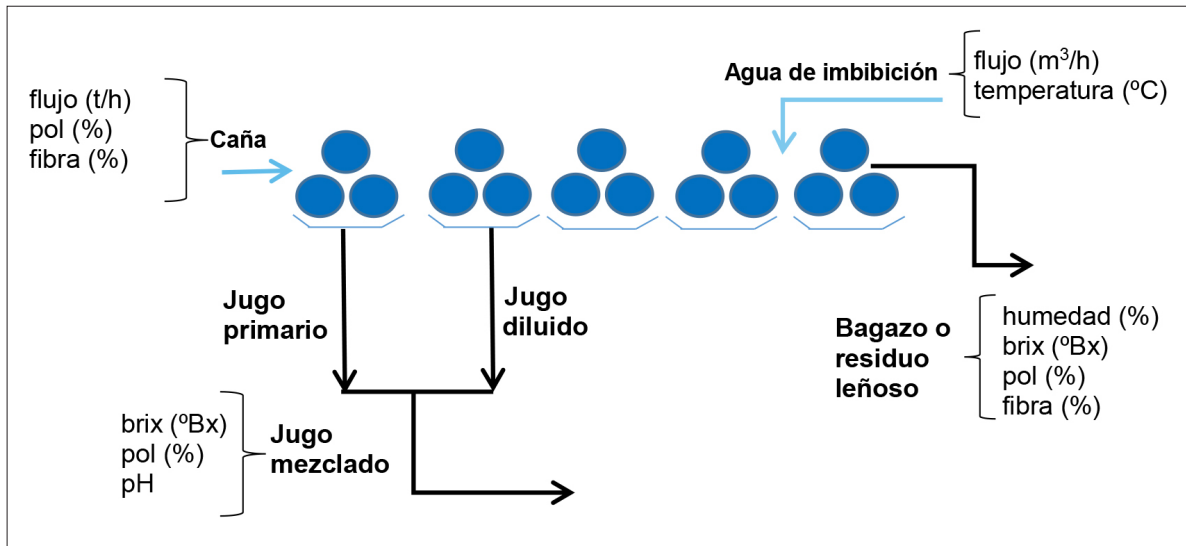 flujo (t/h)
pol (%)
fibra (%)
Caña
Agua de imbibición
flujo (m³/h)
temperatura (ºC)
Jugo
primario
Jugo
diluido
Bagazo o
residuo
leñoso
humedad (%)
brix (ºBx)
pol (%)
fibra (%)
brix (ºBx)
pol (%)
pH
Jugo
mezclado